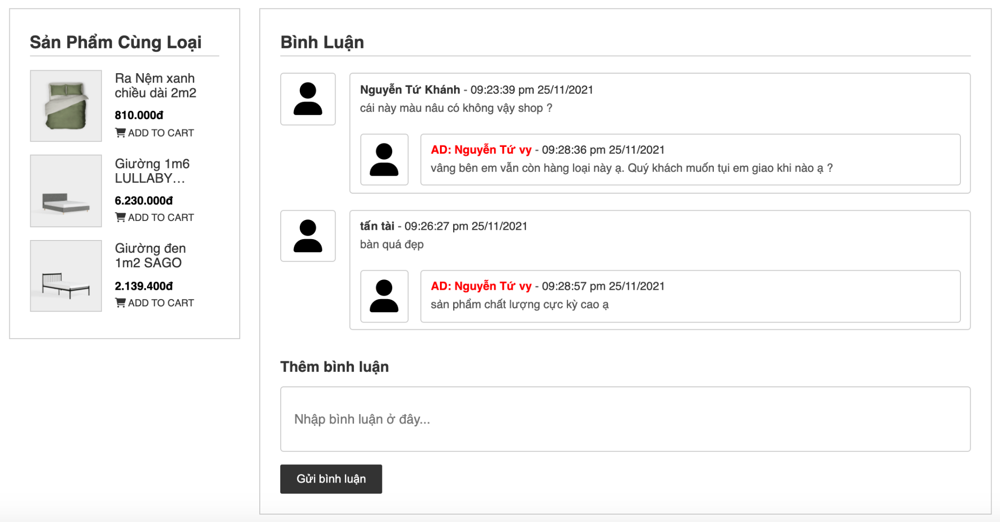 Sản Phẩm Cùng Loại
Ra Nệm xanh
chiều dài 2m2
810.000đ
ADD TO CART
Giường 1m6
LULLABY...
6.230.000đ
ADD TO CART
Giường đen
1m2 SAGO
2.139.400đ
ADD TO CART
Bình Luận
Nguyễn Tứ Khánh - 09:23:39 pm 25/11/2021
cái này màu nâu có không vậy shop ?
AD: Nguyễn Tứ vy - 09:28:36 pm 25/11/2021
vâng bên em vẫn còn hàng loại này ạ. Quý khách muốn tụi em giao khi nào ạ ?
tấn tài - 09:26:27 pm 25/11/2021
bàn quá đẹp
AD: Nguyễn Tứ vy - 09:28:57 pm 25/11/2021
sản phẩm chất lượng cực kỳ cao ạ
Thêm bình luận
Nhập bình luận ở đây...
Gửi bình luận